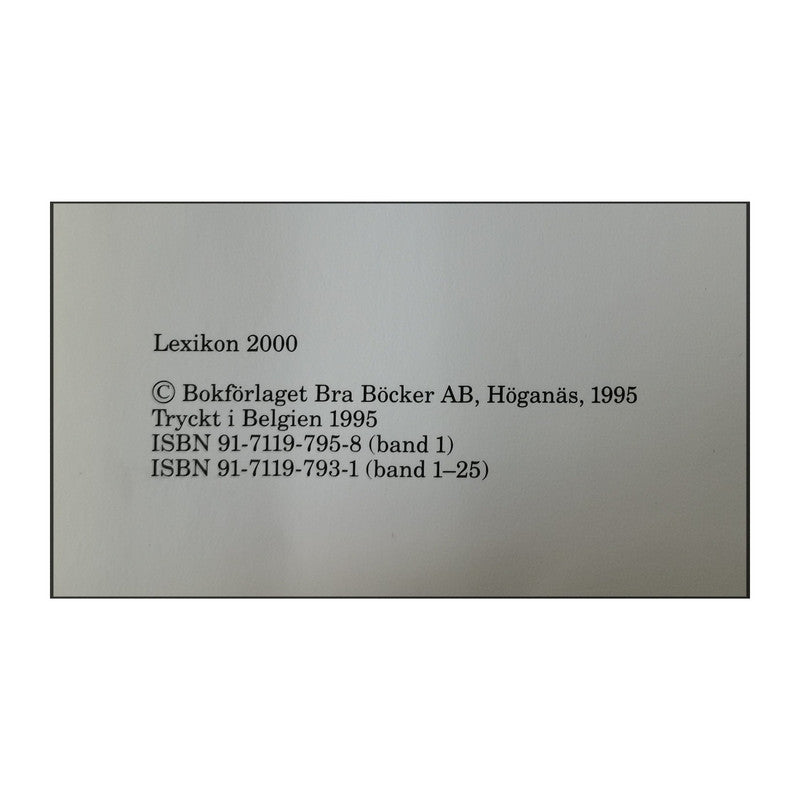 Lexikon 2000
© Bokförlaget Bra Böcker AB, Höganäs, 1995
Tryckt i Belgien 1995
ISBN 91-7119-795-8 (band 1)
ISBN 91-7119-793-1 (band 1–25)